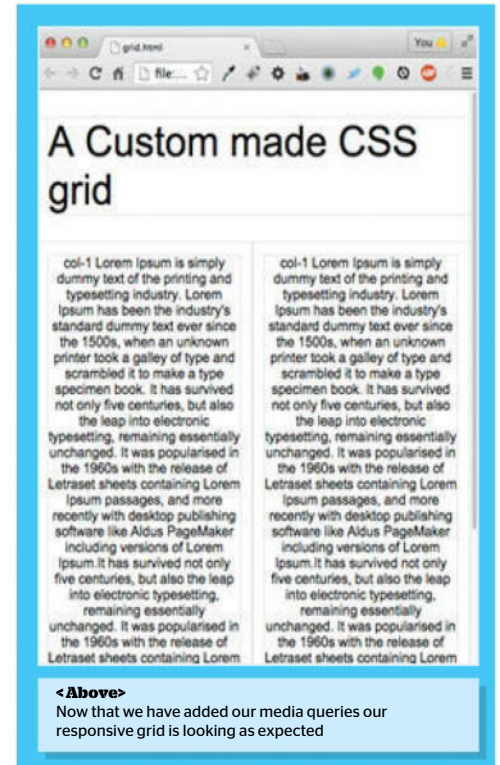 grid.html
You
file:...
A Custom made CSS
grid
col-1 Lorem Ipsum is simply
dummy text of the printing and
typesetting industry. Lorem
Ipsum has been the industry's
standard dummy text ever since
the 1500s, when an unknown
printer took a galley of type and
scrambled it to make a type
specimen book. It has survived
not only five centuries, but also
the leap into electronic
typesetting, remaining essentially
unchanged. It was popularised in
the 1960s with the release of
Letraset sheets containing Lorem
Ipsum passages, and more
recently with desktop publishing
software like Aldus PageMaker
including versions of Lorem
Ipsum.It has survived not only
five centuries, but also the leap
into electronic typesetting,
remaining essentially
unchanged. It was popularised in
the 1960s with the release of
Letraset sheets containing Lorem
col-1 Lorem Ipsum is simply
dummy text of the printing and
typesetting industry. Lorem
Ipsum has been the industry's
standard dummy text ever since
the 1500s, when an unknown
printer took a galley of type and
scrambled it to make a type
specimen book. It has survived
not only five centuries, but also
the leap into electronic
typesetting, remaining essentially
unchanged. It was popularised in
the 1960s with the release of
Letraset sheets containing Lorem
Ipsum passages, and more
recently with desktop publishing
software like Aldus PageMaker
including versions of Lorem
Ipsum.It has survived not only
five centuries, but also the leap
into electronic typesetting,
remaining essentially
unchanged. It was popularised in
the 1960s with the release of
Letraset sheets containing Lorem
<Above>
Now that we have added our media queries our
responsive grid is looking as expected